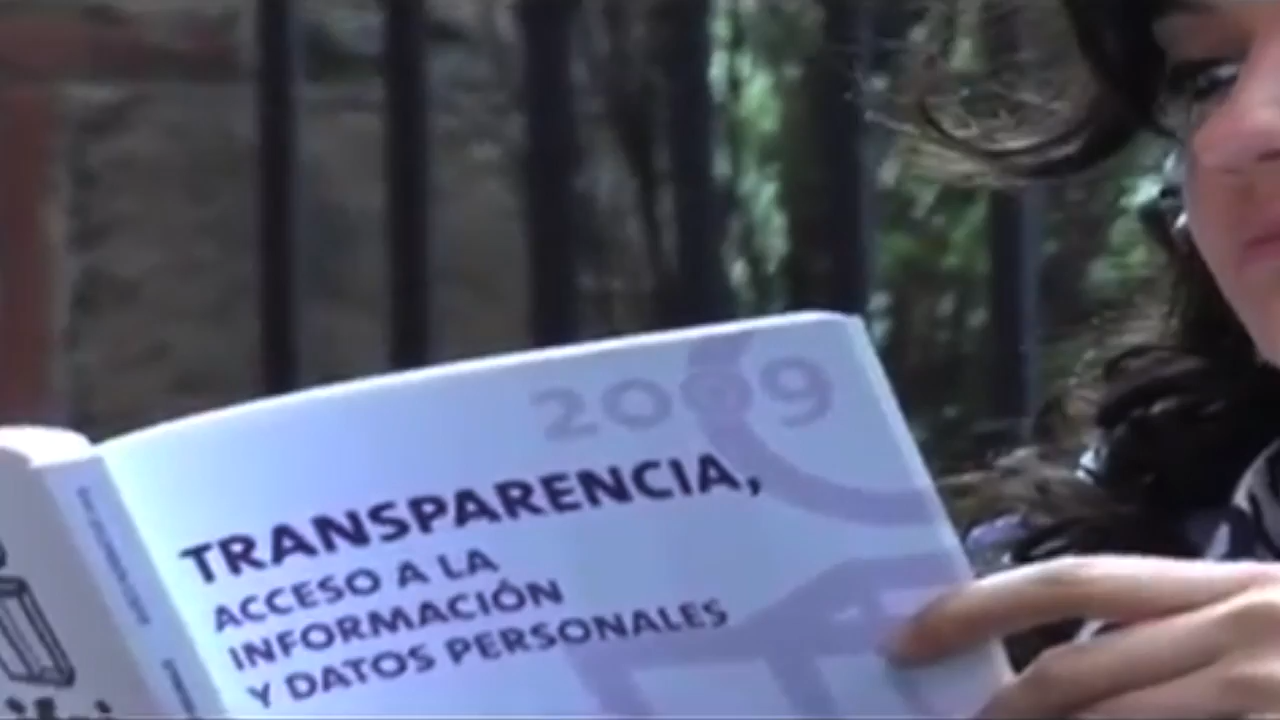 2009
TRANSPARENCIA,
ACCESO A LA
INFORMACIÓN
Y DATOS PERSONALES